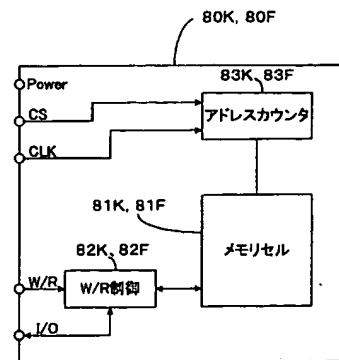 80K, 80F
83K, 83F
Power
アドレスカウンタ
CS
CLK
81K, 81F
メモリセル
82K, 82F
W/R
W/R制御
I/O